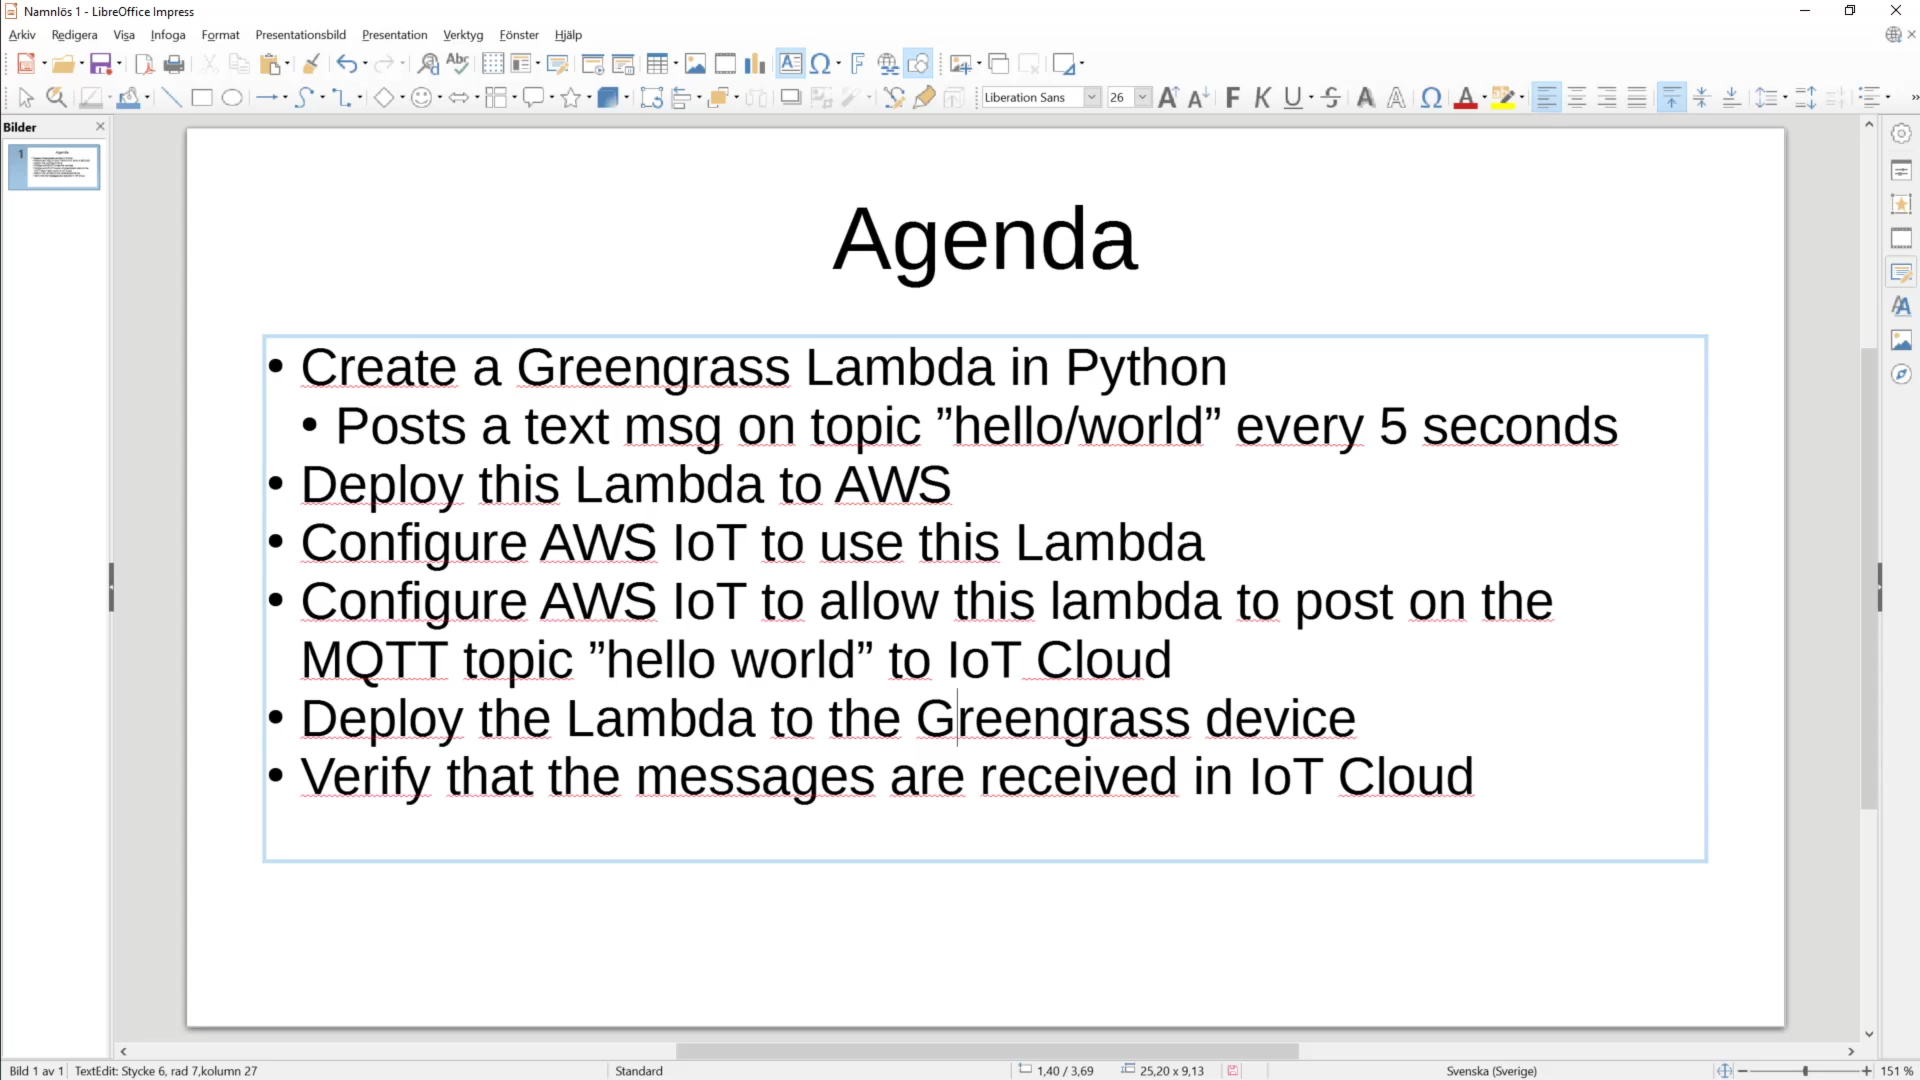 Namnlös 1 - LibreOffice Impress
Arkiv Redigera Visa Infoga Format Presentationsbild Presentation Verktyg Fönster Hjälp
Liberation Sans 26
Bilder
1
Agenda
• Create a Greengrass Lambda in Python
• Posts a text msg on topic ”hello/world” every 5 seconds
• Deploy this Lambda to AWS
• Configure AWS IoT to use this Lambda
• Configure AWS IoT to allow this lambda to post on the
MQTT topic ”hello world” to IoT Cloud
• Deploy the Lambda to the Greengrass device
• Verify that the messages are received in IoT Cloud
Bild 1 av 1 TextEdit: Stycke 6, rad 7,kolumn 27 Standard 1,40 / 3,69 25,20 x 9,13 Svenska (Sverige) 151 %